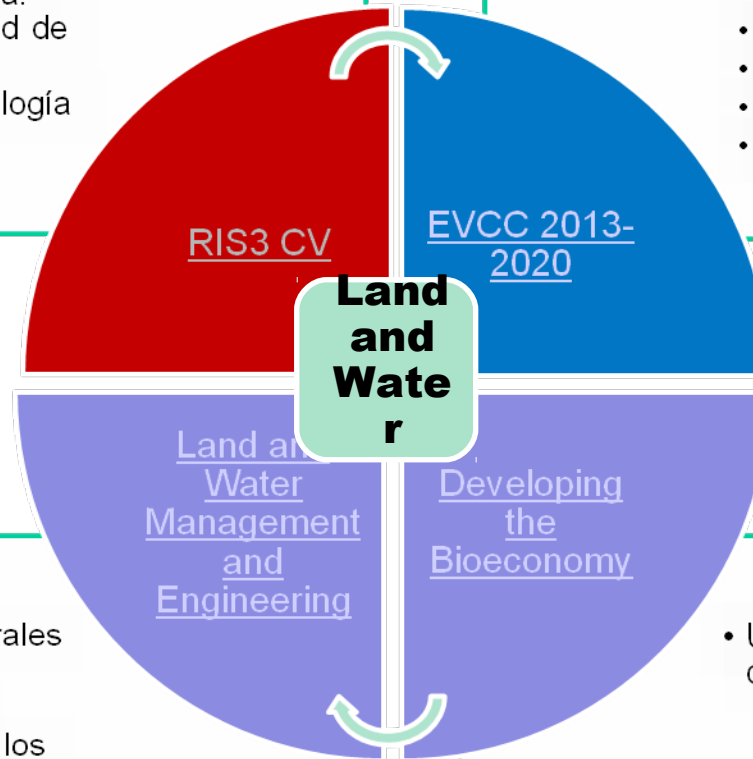 a.
d de
logía
RIS3 CV
EVCC 2013-
2020
Land
and
Wate
r
Land and
Water
Management
and
Engineering
Developing
the
Bioeconomy
rales
los